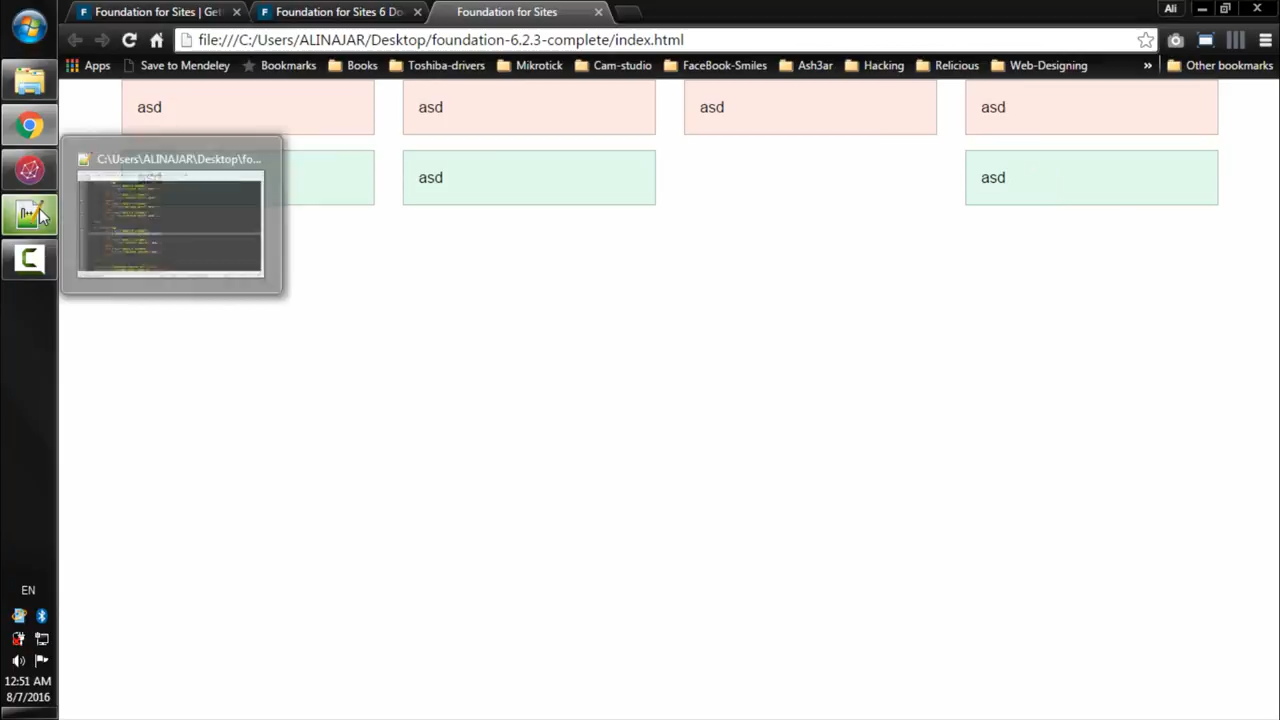 Foundation for Sites | Get
Foundation for Sites 6 Do
Foundation for Sites
Ali
file:///C:/Users/ALINAJAR/Desktop/foundation-6.2.3-complete/index.html
Apps
Save to Mendeley
Bookmarks
Books
Toshiba-drivers
Mikrotick
Cam-studio
FaceBook-Smiles
Ash3ar
Hacking
Relicious
Web-Designing
»
Other bookmarks
asd
asd
asd
asd
C:\Users\ALINAJAR\Desktop\fo...
asd
asd
asd
EN
12:51 AM
8/7/2016